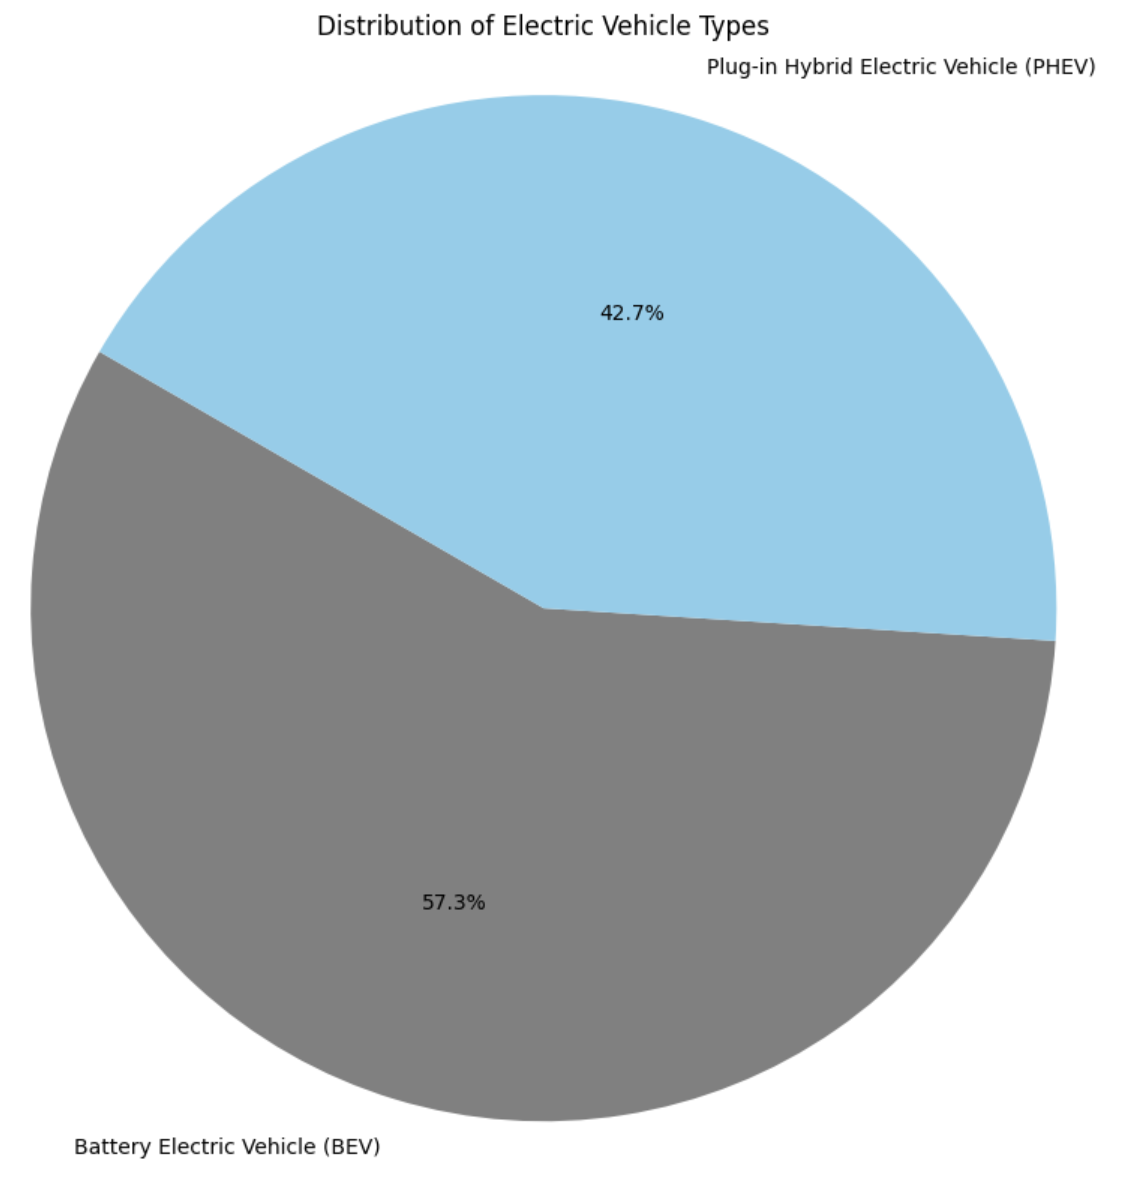 Distribution of Electric Vehicle Types
Plug-in Hybrid Electric Vehicle (PHEV)
42.7%
57.3%
Battery Electric Vehicle (BEV)